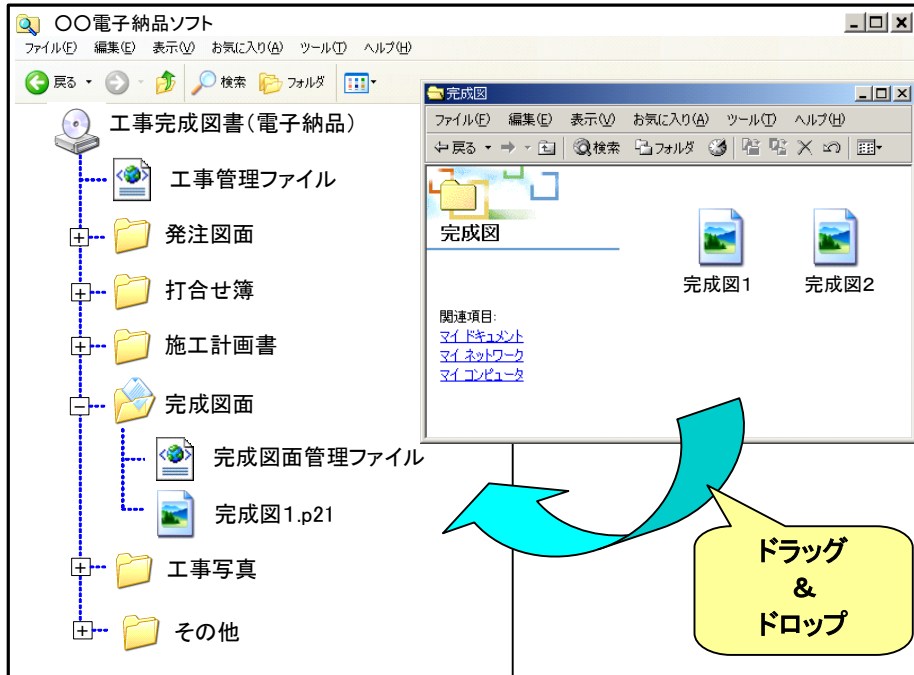 〇〇電子納品ソフト
ファイル(F) 編集(E) 表示(V) お気に入り(A) ツール(T) ヘルプ(H)
戻る 検索 フォルダ
工事完成図書(電子納品)
工事管理ファイル
発注図面
打合せ簿
施工計画書
完成図面
完成図面管理ファイル
完成図1.p21
工事写真
その他
完成図
ファイル(F) 編集(E) 表示(V) お気に入り(A) ツール(T) ヘルプ(H)
戻る 検索 フォルダ
完成図
完成図1 完成図2
関連項目:
マイ ドキュメント
マイ ネットワーク
マイ コンピュータ
ドラッグ
&
ドロップ